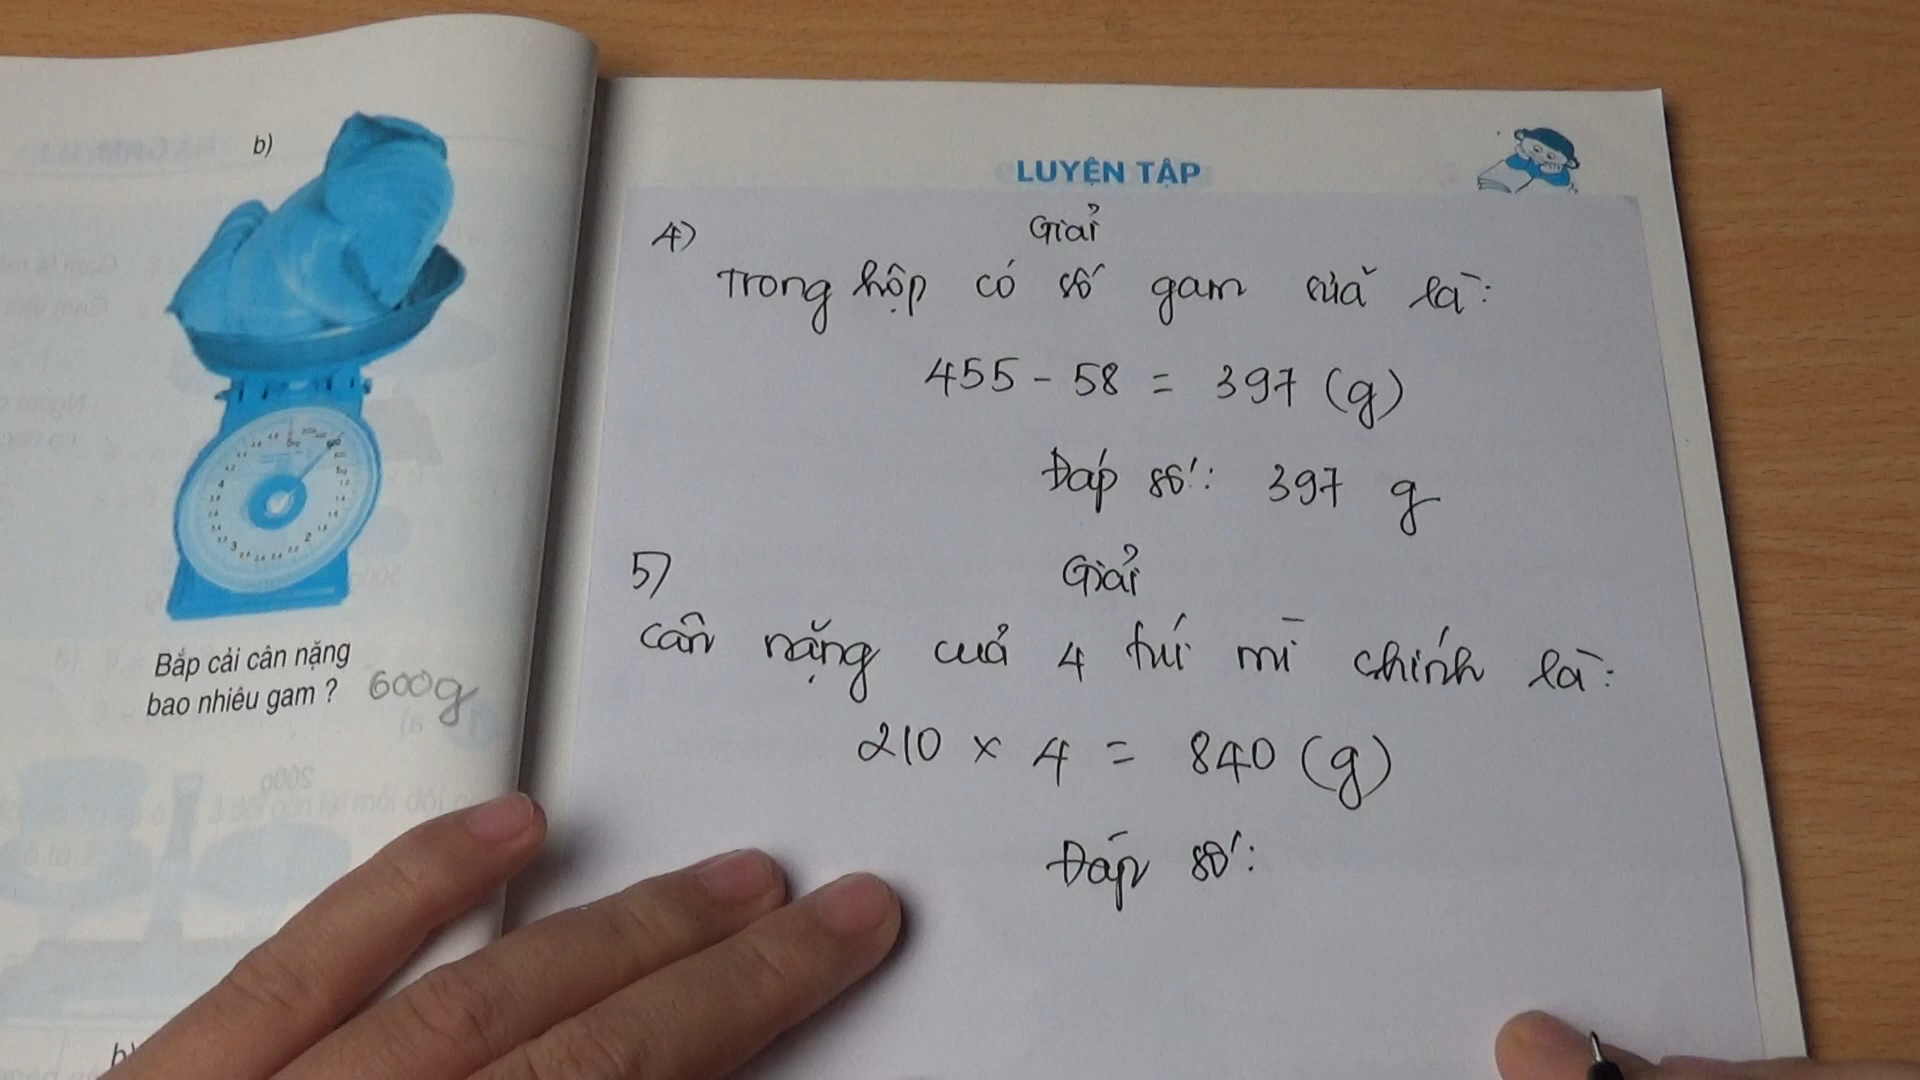 b)
Bắp cải cân nặng
bao nhiêu gam ? 600g
LUYỆN TẬP
4) Giải
Trong hộp có số gam sữa là:
455 - 58 = 397 (g)
Đáp số: 397 g
5) Giải
Cân nặng của 4 túi mì chính là:
210 x 4 = 840 (g)
Đáp số: